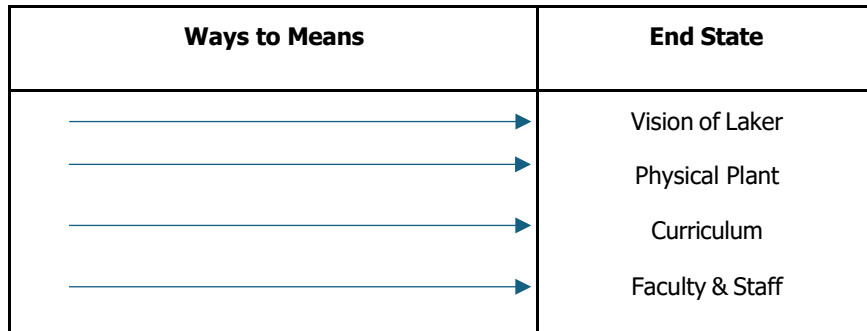 Ways to Means
End State
Vision of Laker
Physical Plant
Curriculum
Faculty & Staff